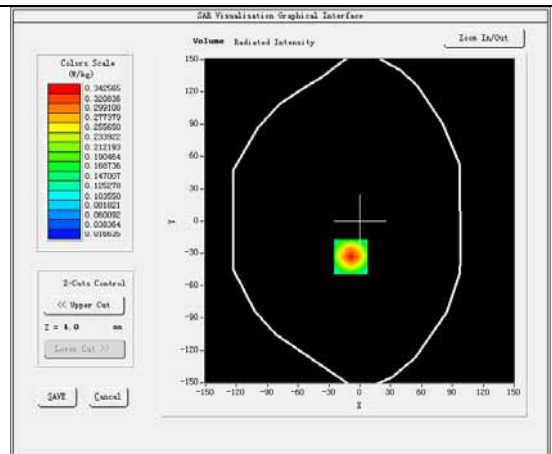 SAR Visualisation Graphical Interface
Volume Radiated Intensity
Zoom In/Out
Colors Scale
(W/kg)
0.342565
0.320836
0.299108
0.277379
0.255650
0.233922
0.212193
0.190464
0.168736
0.147007
0.125278
0.103550
0.081821
0.060092
0.038364
0.016635
Z-Cuts Control
<< Upper Cut
Z = 4.0 mm
Lower Cut >>
SAVE
Cancel
150
120
90
60
30
0
-30
-60
-90
-120
-150
Y
-150 -120 -90 -60 -30 0 30 60 90 120 150
X